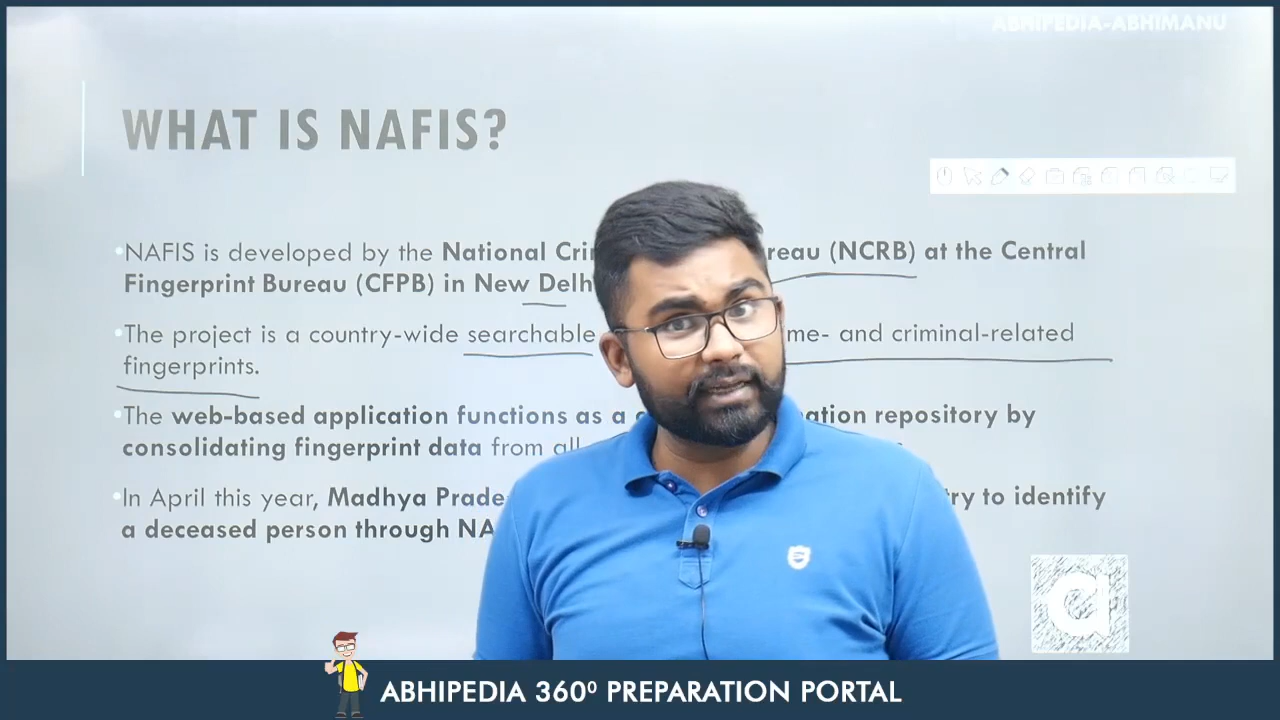 ABHIPEDIA-ABHIMANU
WHAT IS NAFIS?
•NAFIS is developed by the National Cri reau (NCRB) at the Central
Fingerprint Bureau (CFPB) in New Delh
•The project is a country-wide searchable me- and criminal-related
fingerprints.
•The web-based application functions as a ation repository by
consolidating fingerprint data from all
•In April this year, Madhya Prade try to identify
a deceased person through NA
a
ABHIPEDIA 360⁰ PREPARATION PORTAL